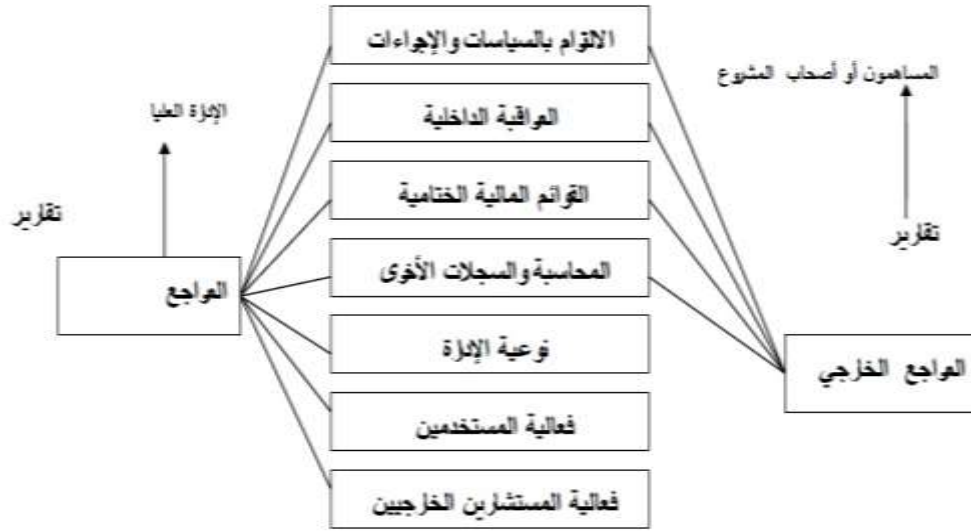 الالتزام بالسياسات والإجراءات
المساهمون أو أصحاب المشروع
المراقبة الداخلية
الإدارة العليا
القوائم المالية الختامية
تقارير
تقارير
المحاسبة والسجلات الأخرى
المراجع
نوعية الإدارة
المراجع الخارجي
فعالية المستخدمين
فعالية المستشارين الخارجيين